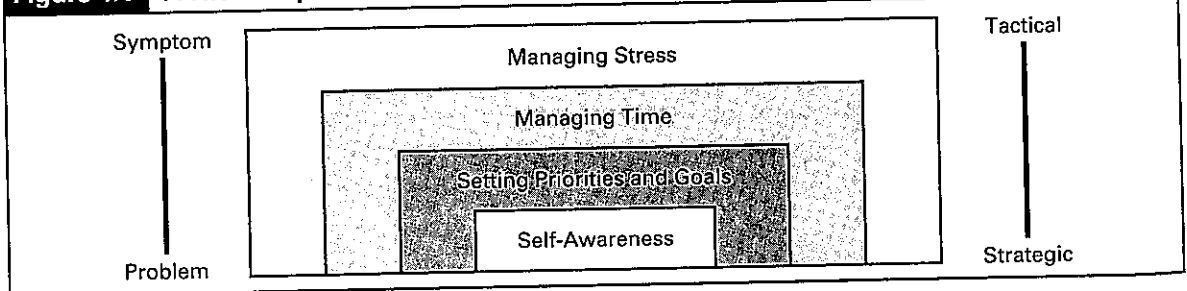 Symptom
Tactical
Managing Stress
Managing Time
Setting Priorities and Goals
Self-Awareness
Problem
Strategic